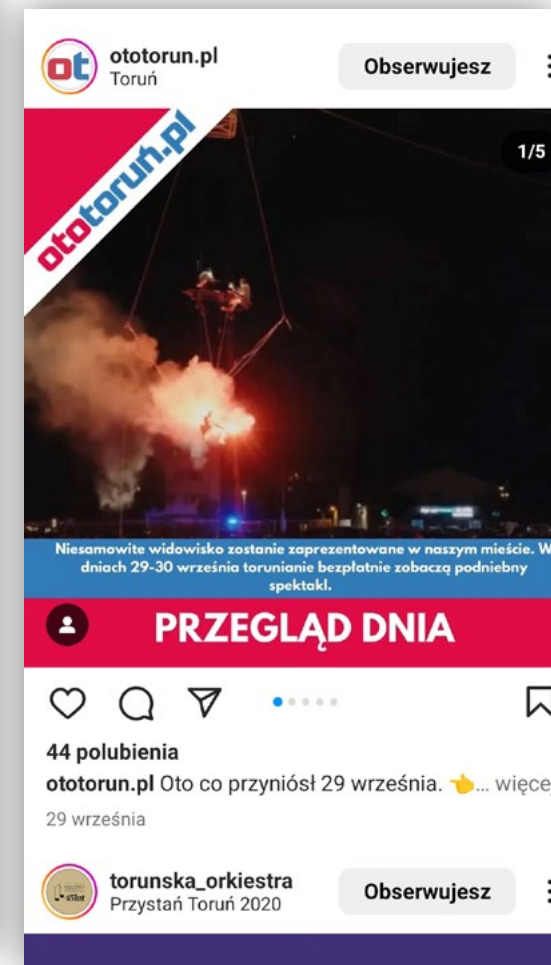 ot
ototorun.pl
Toruń
Obserwujesz
1/5
ototoruń.pl
Niesamowite widowisko zostanie zaprezentowane w naszym mieście. W
dniach 29-30 września torunianie bezpłatnie zobaczą podniebny
spektakl.
PRZEGLĄD DNIA
44 polubienia
ototorun.pl Oto co przyniósł 29 września. 👈... więcej
29 września
torunska_orkiestra
Przystań Toruń 2020
Obserwujesz